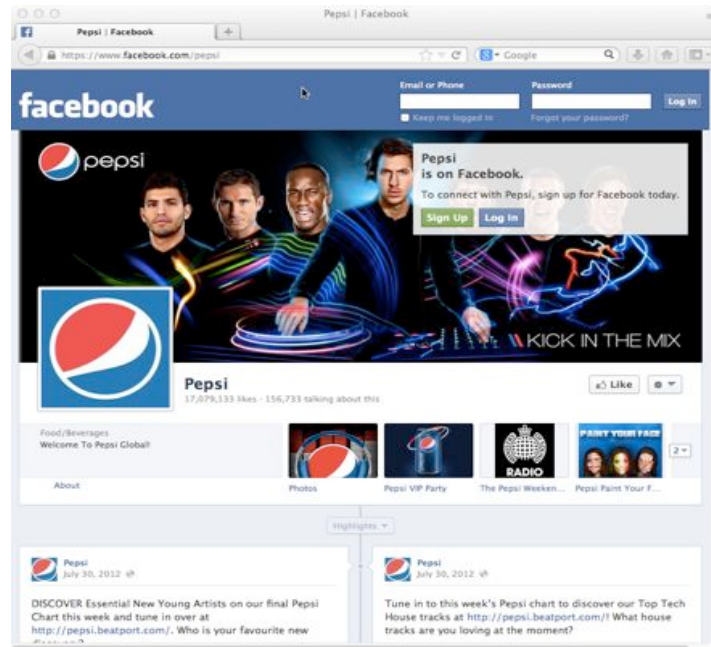 Pepsi | Facebook
Pepsi | Facebook
https://www.facebook.com/pepsi
Google
facebook
Email or Phone
Password
Log In
Keep me logged in
Forgot your password?
pepsi
Pepsi
is on Facebook.
To connect with Pepsi, sign up for Facebook today.
Sign Up
Log In
KICK IN THE MIX
Pepsi
17,079,133 likes · 156,733 talking about this
Like
Food/Beverages
Welcome To Pepsi Global!
About
Photos
Pepsi VIP Party
RADIO
The Pepsi Weeken...
PAINT YOUR FACE
Pepsi Paint Your F...
2
Highlights
Pepsi
July 30, 2012
DISCOVER Essential New Young Artists on our final Pepsi
Chart this week and tune in over at
http://pepsi.beatport.com/. Who is your favourite new
Pepsi
July 30, 2012
Tune in to this week's Pepsi chart to discover our Top Tech
House tracks at http://pepsi.beatport.com/! What house
tracks are you loving at the moment?